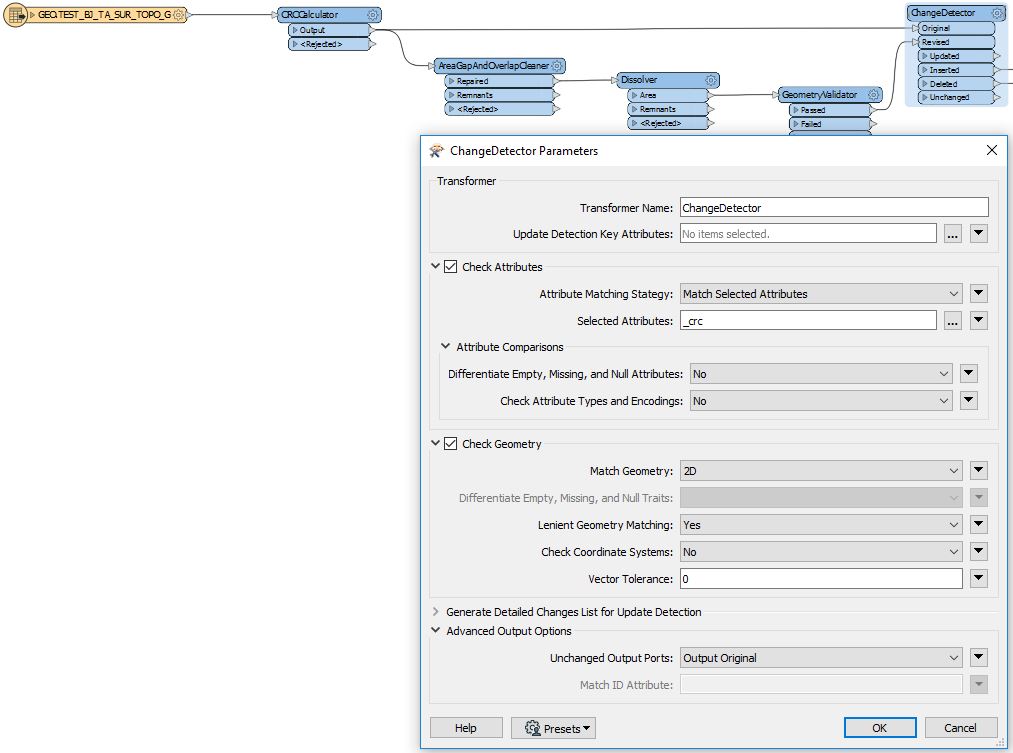 GEO.TEST_BJ_TA_SUR_TOPO_G
CRCCalculator
Output
<Rejected>
AreaGapAndOverlapCleaner
Repaired
Remnants
<Rejected>
Dissolver
Area
Remnants
<Rejected>
GeometryValidator
Passed
Failed
ChangeDetector
Original
Revised
Updated
Inserted
Deleted
Unchanged
ChangeDetector Parameters
Transformer
Transformer Name: ChangeDetector
Update Detection Key Attributes: No items selected. ...
Check Attributes
Attribute Matching Stategy: Match Selected Attributes
Selected Attributes: _crc ...
Attribute Comparisons
Differentiate Empty, Missing, and Null Attributes: No
Check Attribute Types and Encodings: No
Check Geometry
Match Geometry: 2D
Differentiate Empty, Missing, and Null Traits:
Lenient Geometry Matching: Yes
Check Coordinate Systems: No
Vector Tolerance: 0
Generate Detailed Changes List for Update Detection
Advanced Output Options
Unchanged Output Ports: Output Original
Match ID Attribute:
Help Presets OK Cancel